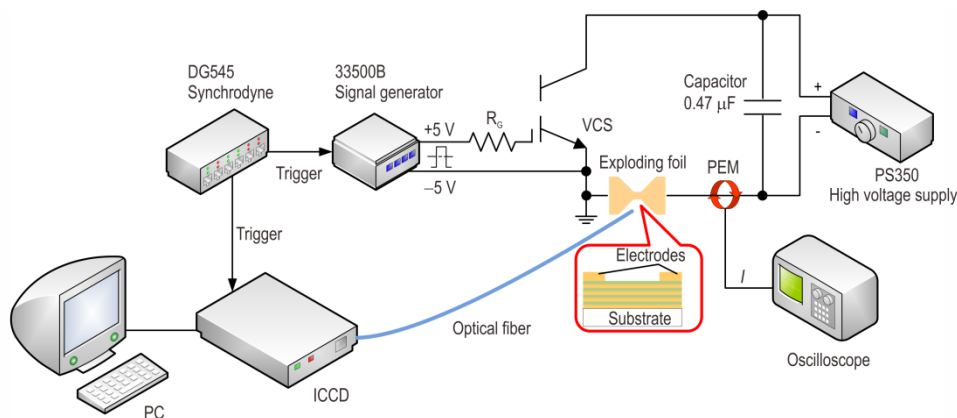 DG545
Synchrodyne
33500B
Signal generator
+5 V
−5 V
R_G
VCS
Capacitor
0.47 μF
+
-
PS350
High voltage supply
Trigger
Trigger
Exploding foil
PEM
Electrodes
Substrate
I
Optical fiber
Oscilloscope
ICCD
PC